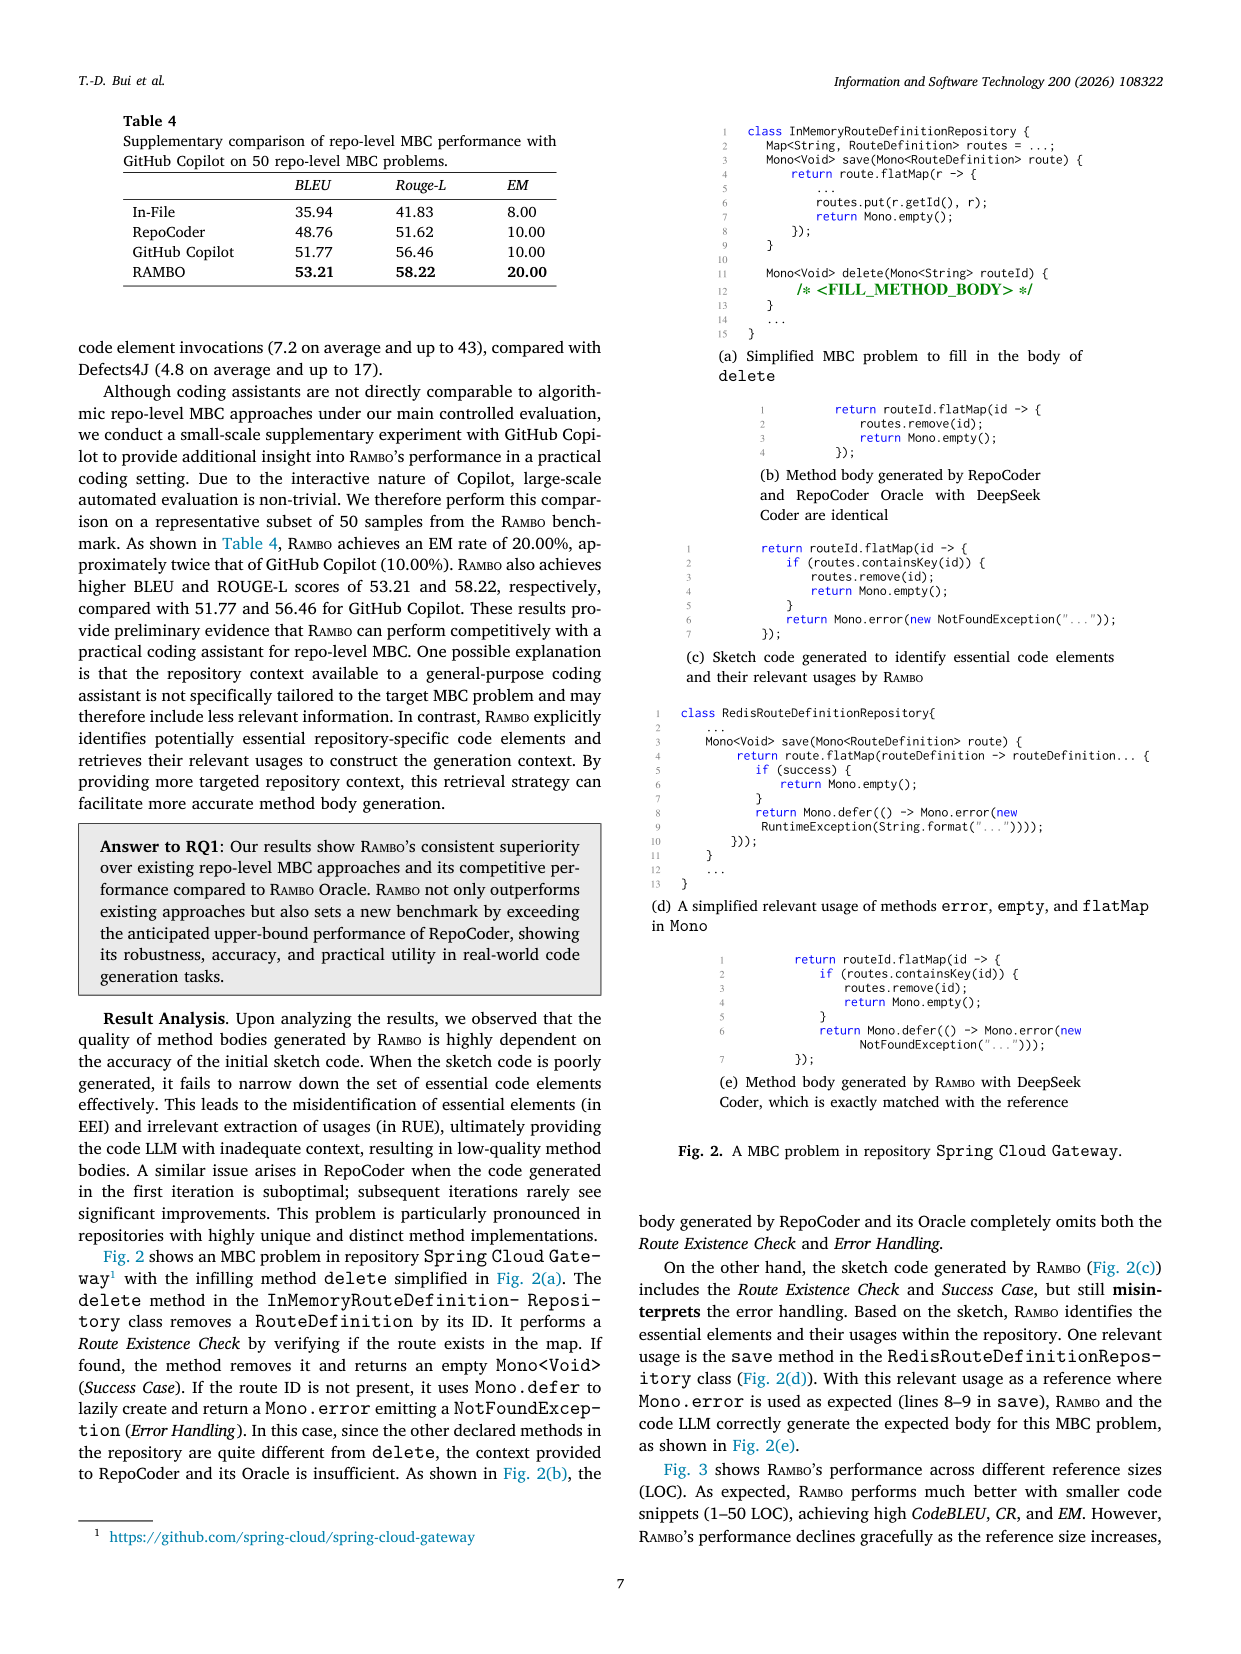 T.-D. Bui et al.
Information and Software Technology 200 (2026) 108322
Table 4
Supplementary comparison of repo-level MBC performance with
GitHub Copilot on 50 repo-level MBC problems.
BLEU Rouge-L EM
In-File 35.94 41.83 8.00
RepoCoder 48.76 51.62 10.00
GitHub Copilot 51.77 56.46 10.00
RAMBO 53.21 58.22 20.00
code element invocations (7.2 on average and up to 43), compared with
Defects4J (4.8 on average and up to 17).
Although coding assistants are not directly comparable to algorith-
mic repo-level MBC approaches under our main controlled evaluation,
we conduct a small-scale supplementary experiment with GitHub Copi-
lot to provide additional insight into RAMBO's performance in a practical
coding setting. Due to the interactive nature of Copilot, large-scale
automated evaluation is non-trivial. We therefore perform this compar-
ison on a representative subset of 50 samples from the RAMBO bench-
mark. As shown in Table 4, RAMBO achieves an EM rate of 20.00%, ap-
proximately twice that of GitHub Copilot (10.00%). RAMBO also achieves
higher BLEU and ROUGE-L scores of 53.21 and 58.22, respectively,
compared with 51.77 and 56.46 for GitHub Copilot. These results pro-
vide preliminary evidence that RAMBO can perform competitively with a
practical coding assistant for repo-level MBC. One possible explanation
is that the repository context available to a general-purpose coding
assistant is not specifically tailored to the target MBC problem and may
therefore include less relevant information. In contrast, RAMBO explicitly
identifies potentially essential repository-specific code elements and
retrieves their relevant usages to construct the generation context. By
providing more targeted repository context, this retrieval strategy can
facilitate more accurate method body generation.
Answer to RQ1: Our results show RAMBO's consistent superiority
over existing repo-level MBC approaches and its competitive per-
formance compared to RAMBO Oracle. RAMBO not only outperforms
existing approaches but also sets a new benchmark by exceeding
the anticipated upper-bound performance of RepoCoder, showing
its robustness, accuracy, and practical utility in real-world code
generation tasks.
Result Analysis. Upon analyzing the results, we observed that the
quality of method bodies generated by RAMBO is highly dependent on
the accuracy of the initial sketch code. When the sketch code is poorly
generated, it fails to narrow down the set of essential code elements
effectively. This leads to the misidentification of essential elements (in
EEI) and irrelevant extraction of usages (in RUE), ultimately providing
the code LLM with inadequate context, resulting in low-quality method
bodies. A similar issue arises in RepoCoder when the code generated
in the first iteration is suboptimal; subsequent iterations rarely see
significant improvements. This problem is particularly pronounced in
repositories with highly unique and distinct method implementations.
Fig. 2 shows an MBC problem in repository Spring Cloud Gate-
way1 with the infilling method delete simplified in Fig. 2(a). The
delete method in the InMemoryRouteDefinition- Reposi-
tory class removes a RouteDefinition by its ID. It performs a
Route Existence Check by verifying if the route exists in the map. If
found, the method removes it and returns an empty Mono<Void>
(Success Case). If the route ID is not present, it uses Mono.defer to
lazily create and return a Mono.error emitting a NotFoundExcep-
tion (Error Handling). In this case, since the other declared methods in
the repository are quite different from delete, the context provided
to RepoCoder and its Oracle is insufficient. As shown in Fig. 2(b), the
1 https://github.com/spring-cloud/spring-cloud-gateway
1 class InMemoryRouteDefinitionRepository {
2 Map<String, RouteDefinition> routes = ...;
3 Mono<Void> save(Mono<RouteDefinition> route) {
4 return route.flatMap(r -> {
5 ...
6 routes.put(r.getId(), r);
7 return Mono.empty();
8 });
9 }
10
11 Mono<Void> delete(Mono<String> routeId) {
12 /* <FILL_METHOD_BODY> */
13 }
14 ...
15 }
(a) Simplified MBC problem to fill in the body of
delete
1 return routeId.flatMap(id -> {
2 routes.remove(id);
3 return Mono.empty();
4 });
(b) Method body generated by RepoCoder
and RepoCoder Oracle with DeepSeek
Coder are identical
1 return routeId.flatMap(id -> {
2 if (routes.containsKey(id)) {
3 routes.remove(id);
4 return Mono.empty();
5 }
6 return Mono.error(new NotFoundException("..."));
7 });
(c) Sketch code generated to identify essential code elements
and their relevant usages by RAMBO
1 class RedisRouteDefinitionRepository{
2 ...
3 Mono<Void> save(Mono<RouteDefinition> route) {
4 return route.flatMap(routeDefinition -> routeDefinition... {
5 if (success) {
6 return Mono.empty();
7 }
8 return Mono.defer(() -> Mono.error(new
9 RuntimeException(String.format("..."))));
10 }));
11 }
12 ...
13 }
(d) A simplified relevant usage of methods error, empty, and flatMap
in Mono
1 return routeId.flatMap(id -> {
2 if (routes.containsKey(id)) {
3 routes.remove(id);
4 return Mono.empty();
5 }
6 return Mono.defer(() -> Mono.error(new
NotFoundException("...")));
7 });
(e) Method body generated by RAMBO with DeepSeek
Coder, which is exactly matched with the reference
Fig. 2. A MBC problem in repository Spring Cloud Gateway.
body generated by RepoCoder and its Oracle completely omits both the
Route Existence Check and Error Handling.
On the other hand, the sketch code generated by RAMBO (Fig. 2(c))
includes the Route Existence Check and Success Case, but still misin-
terprets the error handling. Based on the sketch, RAMBO identifies the
essential elements and their usages within the repository. One relevant
usage is the save method in the RedisRouteDefinitionRepos-
itory class (Fig. 2(d)). With this relevant usage as a reference where
Mono.error is used as expected (lines 8–9 in save), RAMBO and the
code LLM correctly generate the expected body for this MBC problem,
as shown in Fig. 2(e).
Fig. 3 shows RAMBO's performance across different reference sizes
(LOC). As expected, RAMBO performs much better with smaller code
snippets (1–50 LOC), achieving high CodeBLEU, CR, and EM. However,
RAMBO's performance declines gracefully as the reference size increases,
7